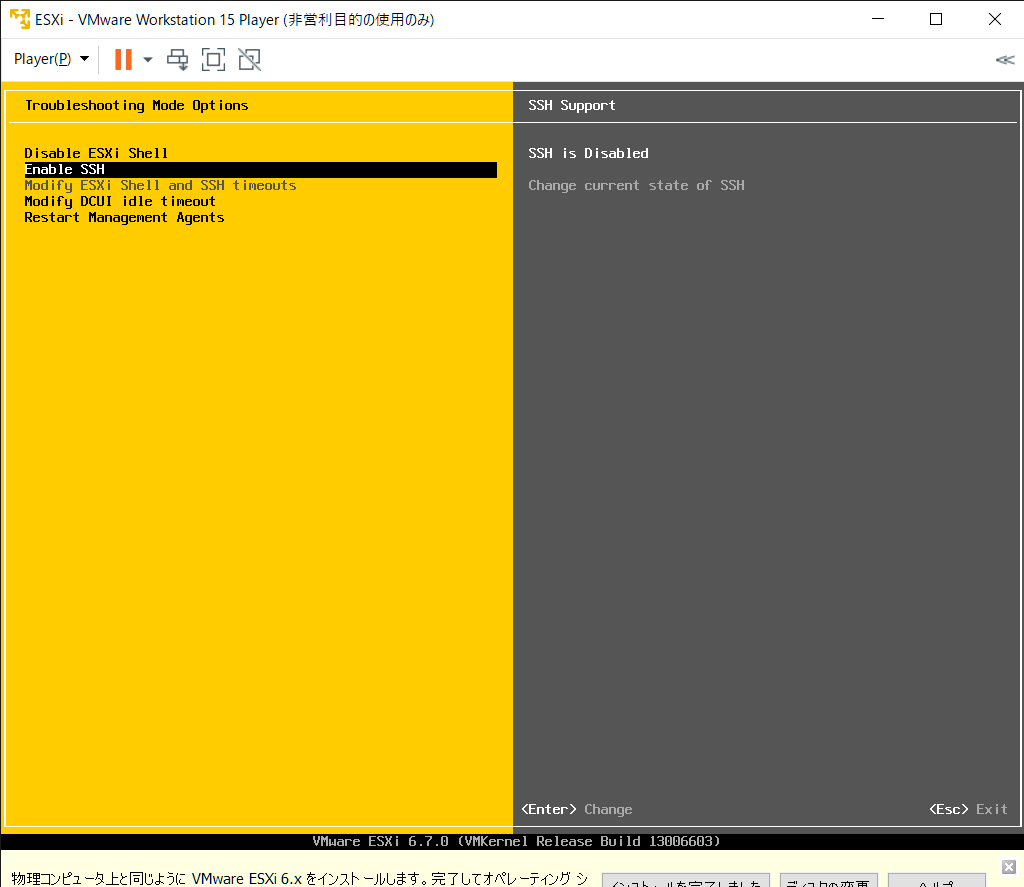 ESXi - VMware Workstation 15 Player (非営利目的の使用のみ)
Player(P)
Troubleshooting Mode Options
Disable ESXi Shell
Enable SSH
Modify ESXi Shell and SSH timeouts
Modify DCUI idle timeout
Restart Management Agents
SSH Support
SSH is Disabled
Change current state of SSH
<Enter> Change
<Esc> Exit
VMware ESXi 6.7.0 (VMKernel Release Build 13006603)
物理コンピュータ上と同じように VMware ESXi 6.x をインストールします。完了してオペレーティング シ
インストールを完了しました
ディスクの変更
ヘルプ